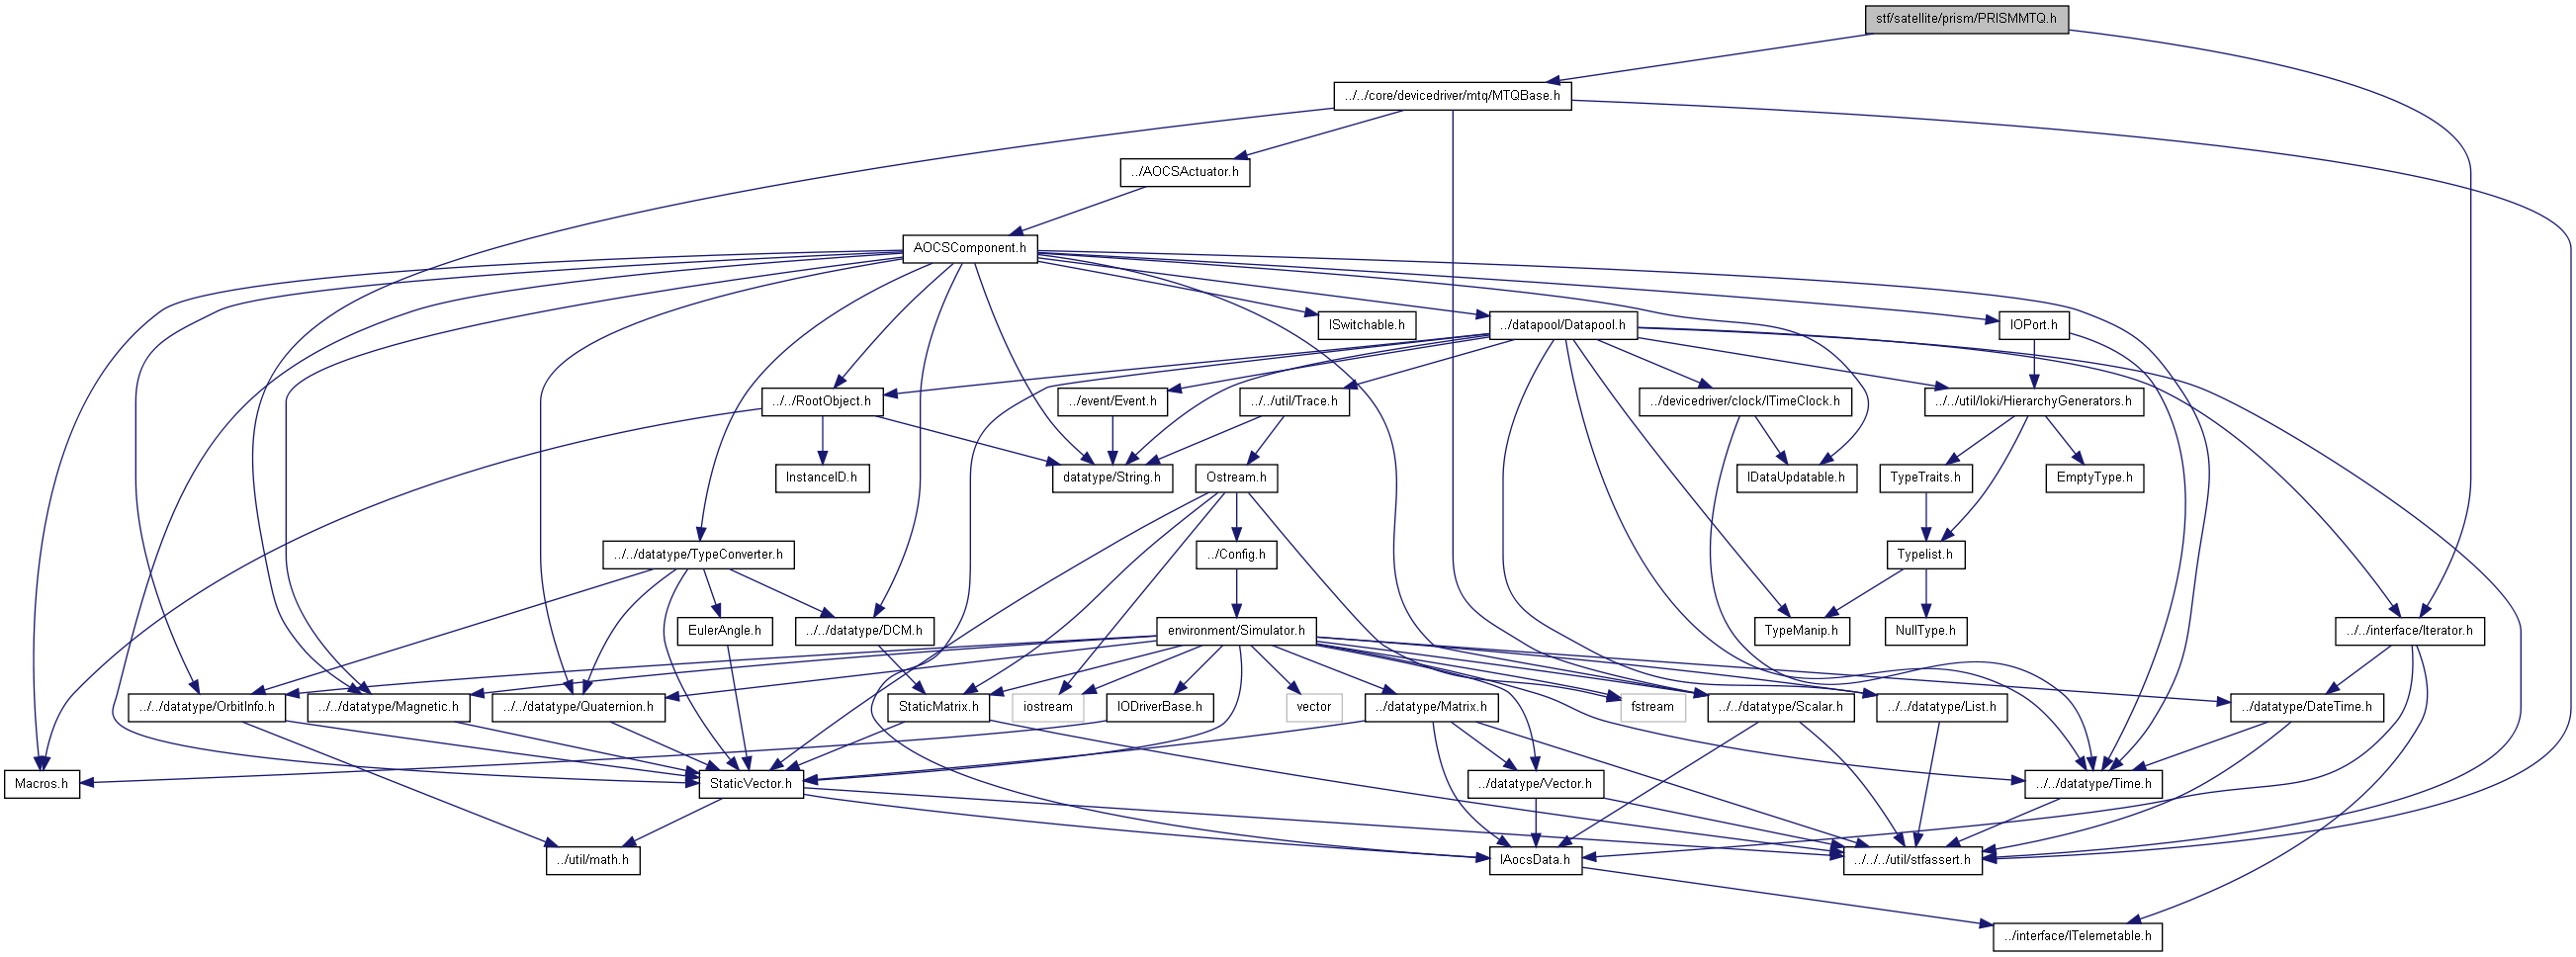 stf/satellite/prism/PRISMMTQ.h
../../core/devicedriver/mtq/MTQBase.h
../AOCSActuator.h
AOCSComponent.h
ISwitchable.h
../datapool/Datapool.h
IOPort.h
../../RootObject.h
../event/Event.h
../../util/Trace.h
../devicedriver/clock/ITimeClock.h
../../util/loki/HierarchyGenerators.h
InstanceID.h
datatype/String.h
Ostream.h
IDataUpdatable.h
TypeTraits.h
EmptyType.h
../../datatype/TypeConverter.h
../Config.h
Typelist.h
EulerAngle.h
../../datatype/DCM.h
environment/Simulator.h
TypeManip.h
NullType.h
../../interface/Iterator.h
../../datatype/OrbitInfo.h
../../datatype/Magnetic.h
../../datatype/Quaternion.h
StaticMatrix.h
iostream
IODriverBase.h
vector
../datatype/Matrix.h
fstream
../../datatype/Scalar.h
../../datatype/List.h
../datatype/DateTime.h
Macros.h
StaticVector.h
../datatype/Vector.h
../../datatype/Time.h
../util/math.h
IAocsData.h
../../../util/stfassert.h
../interface/ITelemetable.h